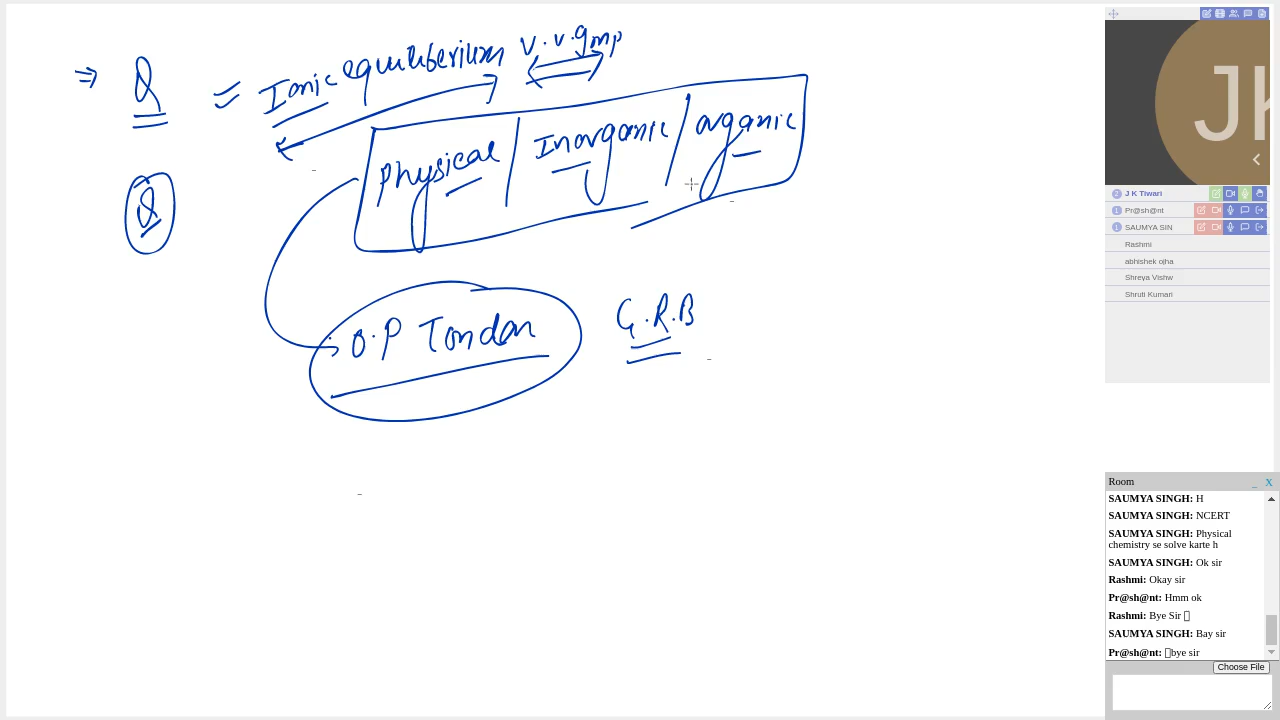 ⇒ Q = Ionic equiliberium v.v.gmp
Q
Physical / Inorganic / organic
O.P Tondan
G.R.B
JK
J K Tiwari
Pr@sh@nt
SAUMYA SIN
Rashmi
abhishek ojha
Shreya Vishw
Shruti Kumari
Room _ X
SAUMYA SINGH: H
SAUMYA SINGH: NCERT
SAUMYA SINGH: Physical
chemistry se solve karte h
SAUMYA SINGH: Ok sir
Rashmi: Okay sir
Pr@sh@nt: Hmm ok
Rashmi: Bye Sir
SAUMYA SINGH: Bay sir
Pr@sh@nt: bye sir
Choose File